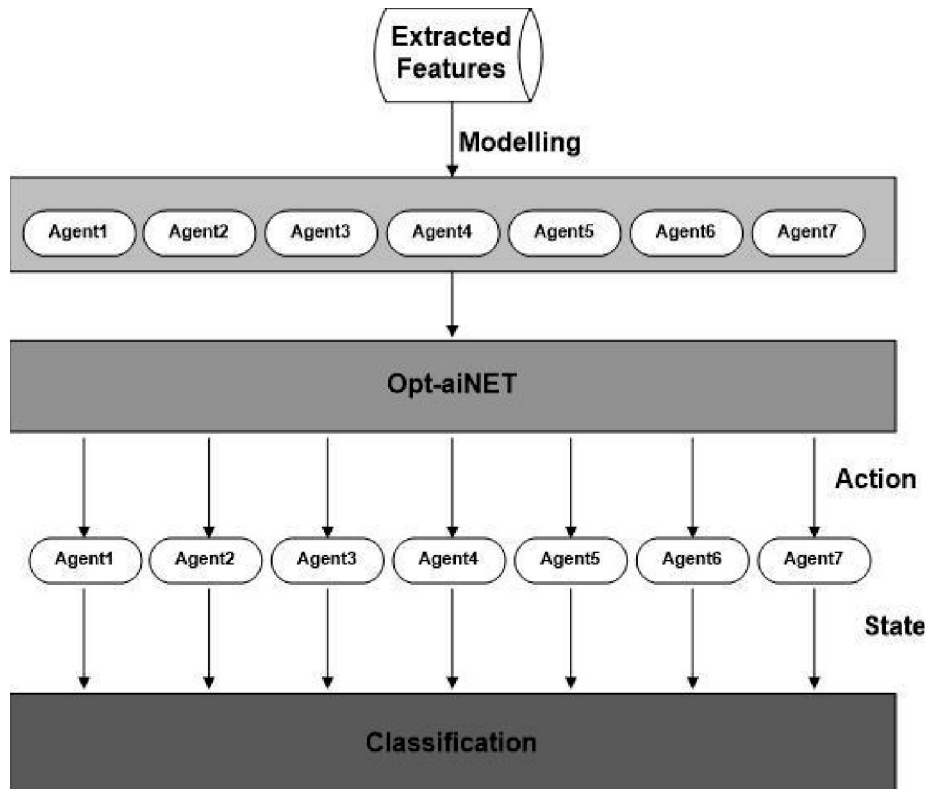 Extracted
Features
Modelling
Agent1 Agent2 Agent3 Agent4 Agent5 Agent6 Agent7
Opt-aiNET
Action
Agent1 Agent2 Agent3 Agent4 Agent5 Agent6 Agent7
State
Classification